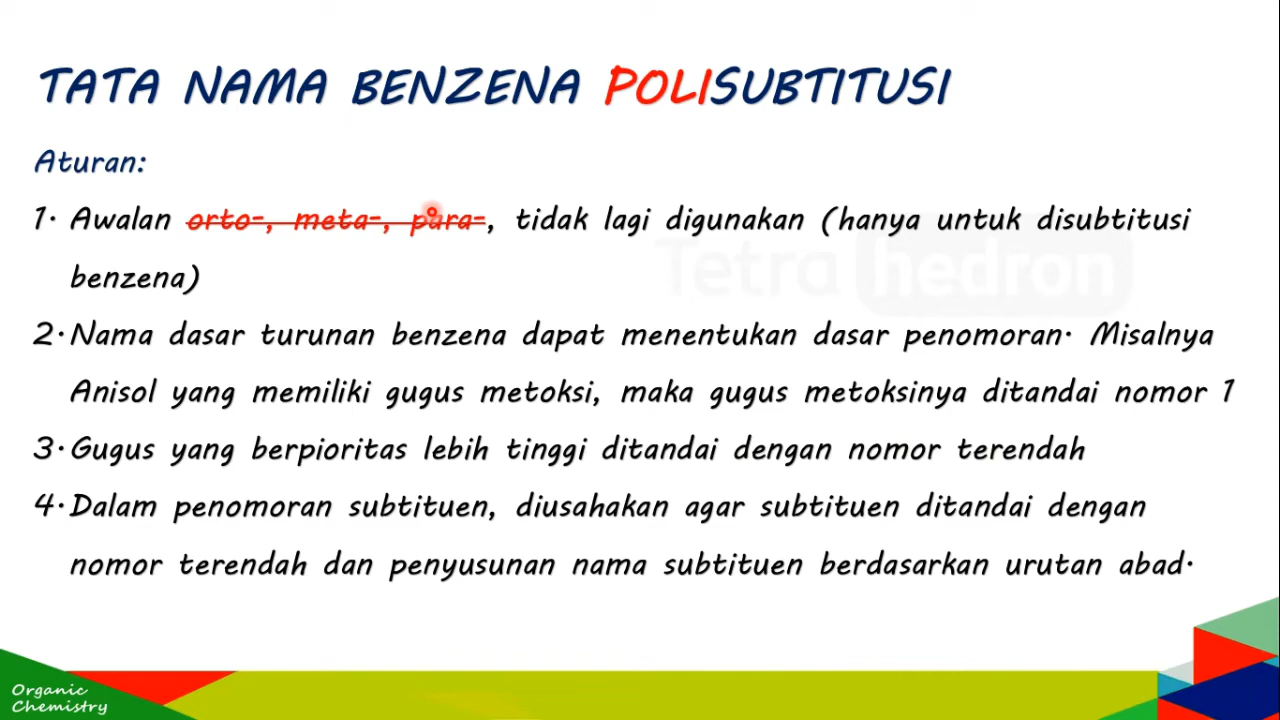 TATA NAMA BENZENA POLISUBTITUSI
Aturan:
1. Awalan orto-, meta-, para-, tidak lagi digunakan (hanya untuk disubtitusi
benzena)
Tetra hedron
2. Nama dasar turunan benzena dapat menentukan dasar penomoran. Misalnya
Anisol yang memiliki gugus metoksi, maka gugus metoksinya ditandai nomor 1
3. Gugus yang berpioritas lebih tinggi ditandai dengan nomor terendah
4. Dalam penomoran subtituen, diusahakan agar subtituen ditandai dengan
nomor terendah dan penyusunan nama subtituen berdasarkan urutan abad.
Organic
Chemistry